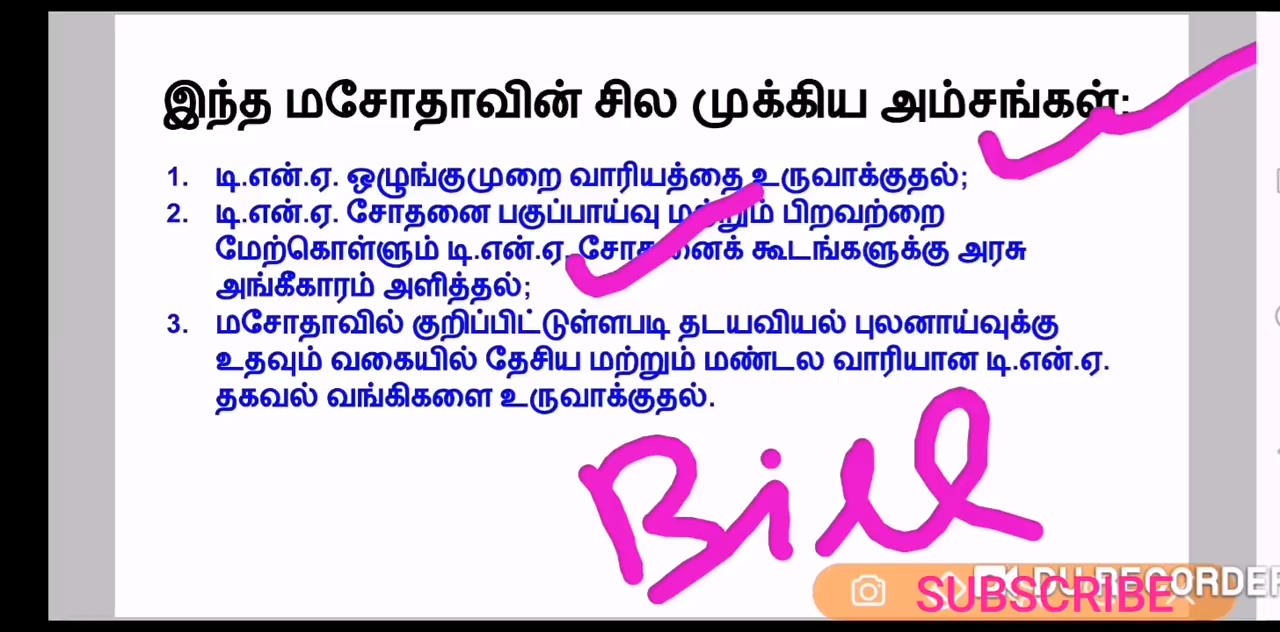 இந்த மசோதாவின் சில முக்கிய அம்சங்கள்:
1. டி.என்.ஏ. ஒழுங்குமுறை வாரியத்தை உருவாக்குதல்;
2. டி.என்.ஏ. சோதனை பகுப்பாய்வு மற்றும் பிறவற்றை
மேற்கொள்ளும் டி.என்.ஏ. சோதனைக் கூடங்களுக்கு அரசு
அங்கீகாரம் அளித்தல்;
3. மசோதாவில் குறிப்பிட்டுள்ளபடி தடயவியல் புலனாய்வுக்கு
உதவும் வகையில் தேசிய மற்றும் மண்டல வாரியான டி.என்.ஏ.
தகவல் வங்கிகளை உருவாக்குதல்.
Bill
DU RECORDER
SUBSCRIBE